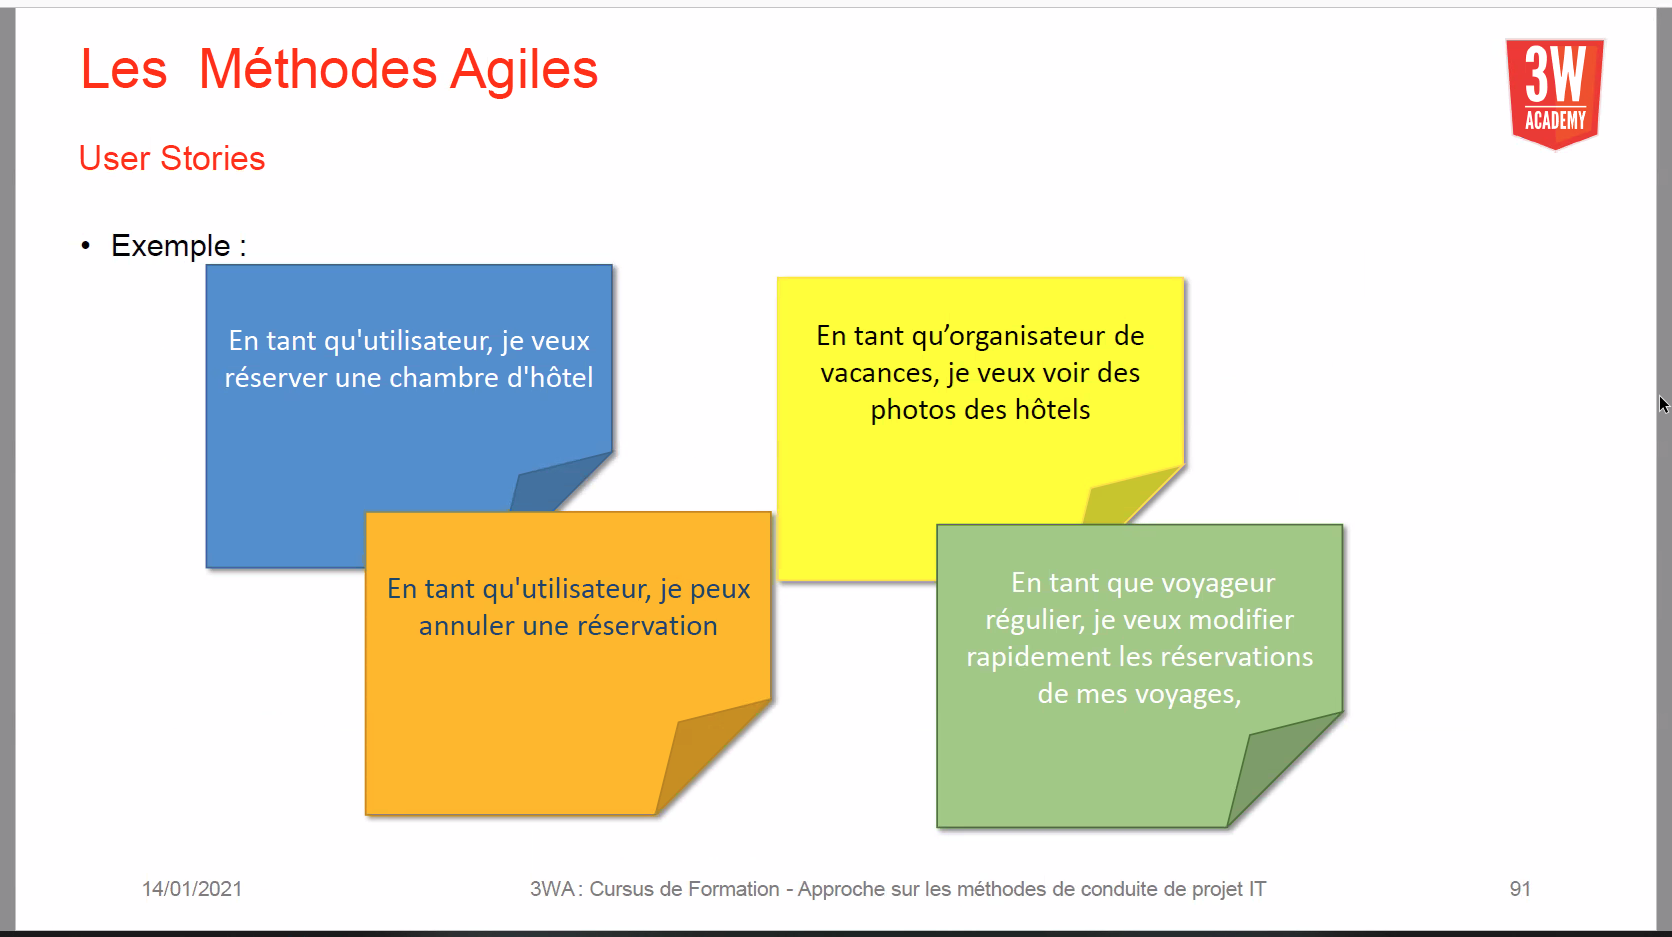 Les Méthodes Agiles
3W
ACADEMY
User Stories
• Exemple :
En tant qu'utilisateur, je veux
réserver une chambre d'hôtel
En tant qu’organisateur de
vacances, je veux voir des
photos des hôtels
En tant qu'utilisateur, je peux
annuler une réservation
En tant que voyageur
régulier, je veux modifier
rapidement les réservations
de mes voyages,
14/01/2021
3WA : Cursus de Formation - Approche sur les méthodes de conduite de projet IT
91